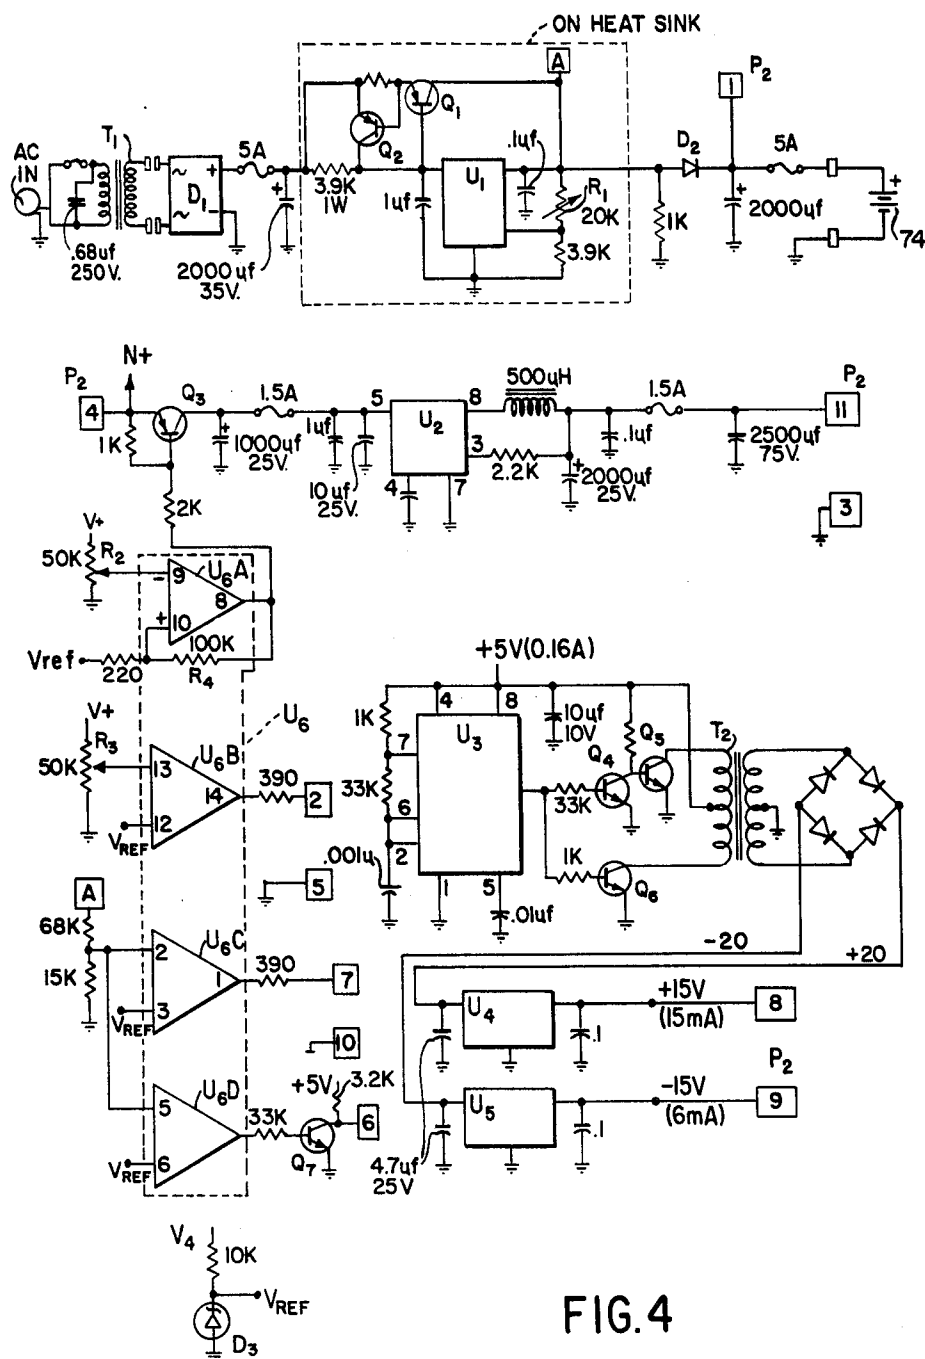 ON HEAT SINK
A
P2
1
Q1
Q2
T1
5A
AC
IN
D1
+
-
~
~
+
3.9K
1W
1uf
U1
.1uf
R1
20K
3.9K
D2
1K
5A
+
2000uf
+
74
.68uf
250V.
2000uf
35V.
N+
P2
4
Q3
1.5A
5
8
500uH
1.5A
P2
11
U2
1K
+
1000uf
25V.
1uf
10uf
25V.
3
2.2K
4
7
.1uf
+
2000uf
25V.
2500uf
75V.
3
2K
V+
50K
R2
-
9
U6A
8
+
10
100K
R4
Vref
220
+5V(0.16A)
V+
R3
50K
U6
U6B
13
14
12
VREF
390
2
1K
4
8
U3
7
33K
6
2
.001u
1
5
.01uf
10uf
10V
Q4
Q5
T2
33K
1K
Q6
5
A
68K
15K
2
U6C
1
3
VREF
390
7
-20
+20
10
U4
+15V
(15mA)
8
.1
+5V
3.2K
6
5
U6D
6
VREF
33K
Q7
U5
-15V
(6mA)
P2
9
.1
4.7uf
25V
V4
10K
VREF
D3
FIG.4